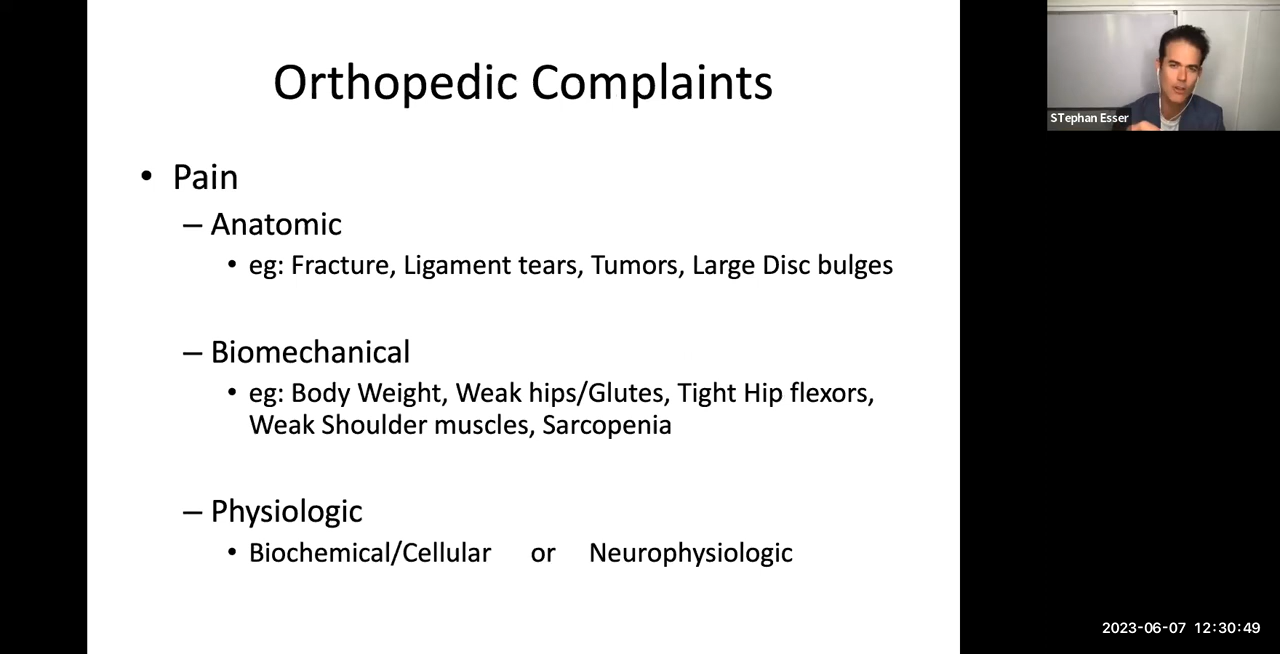 Orthopedic Complaints
• Pain
– Anatomic
• eg: Fracture, Ligament tears, Tumors, Large Disc bulges
– Biomechanical
• eg: Body Weight, Weak hips/Glutes, Tight Hip flexors,
Weak Shoulder muscles, Sarcopenia
– Physiologic
• Biochemical/Cellular or Neurophysiologic
STephan Esser
2023-06-07 12:30:49